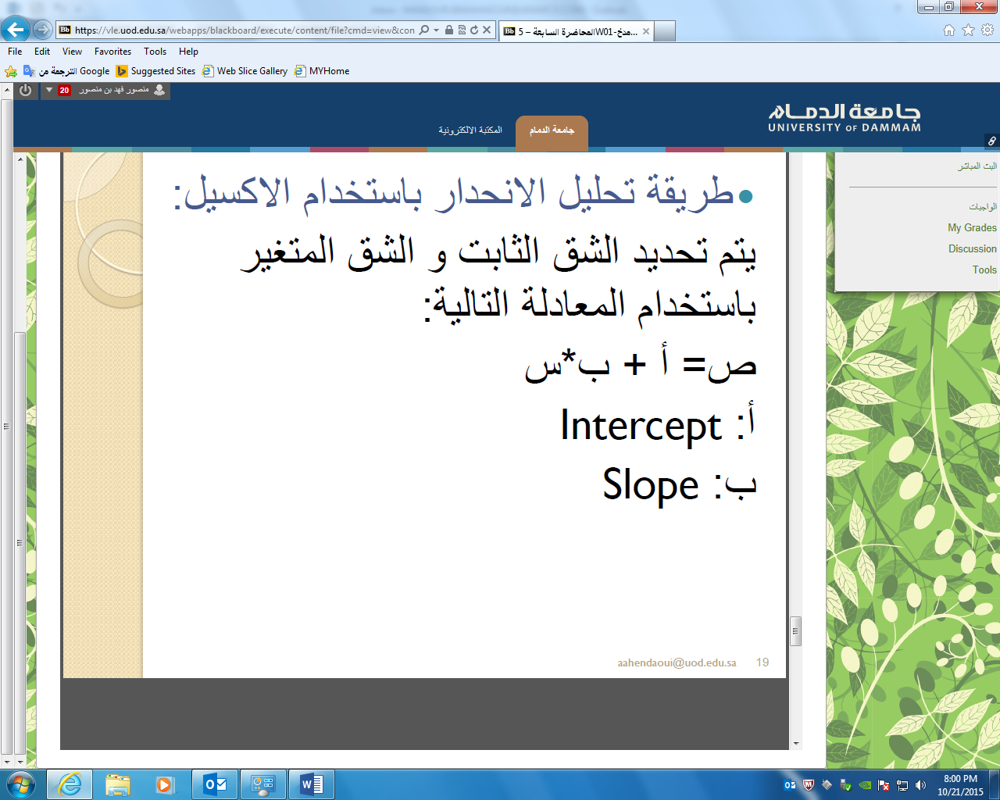 https://vle.uod.edu.sa/webapps/blackboard/execute/content/file?cmd=view&con
5 – المحاضرة السابعةW01-مدخ...
File Edit View Favorites Tools Help
الترجمة من Google Suggested Sites Web Slice Gallery MYHome
منصور فهد بن منصور 20
جامعة الدمام
UNIVERSITY OF DAMMAM
جامعة الدمام المكتبة الالكترونية
البث المباشر
الواجبات
My Grades
Discussion
Tools
•طريقة تحليل الانحدار باستخدام الاكسيل:
يتم تحديد الشق الثابت و الشق المتغير
باستخدام المعادلة التالية:
ص= أ + ب*س
أ: Intercept
ب: Slope
aahendaoui@uod.edu.sa 19
8:00 PM
10/21/2015